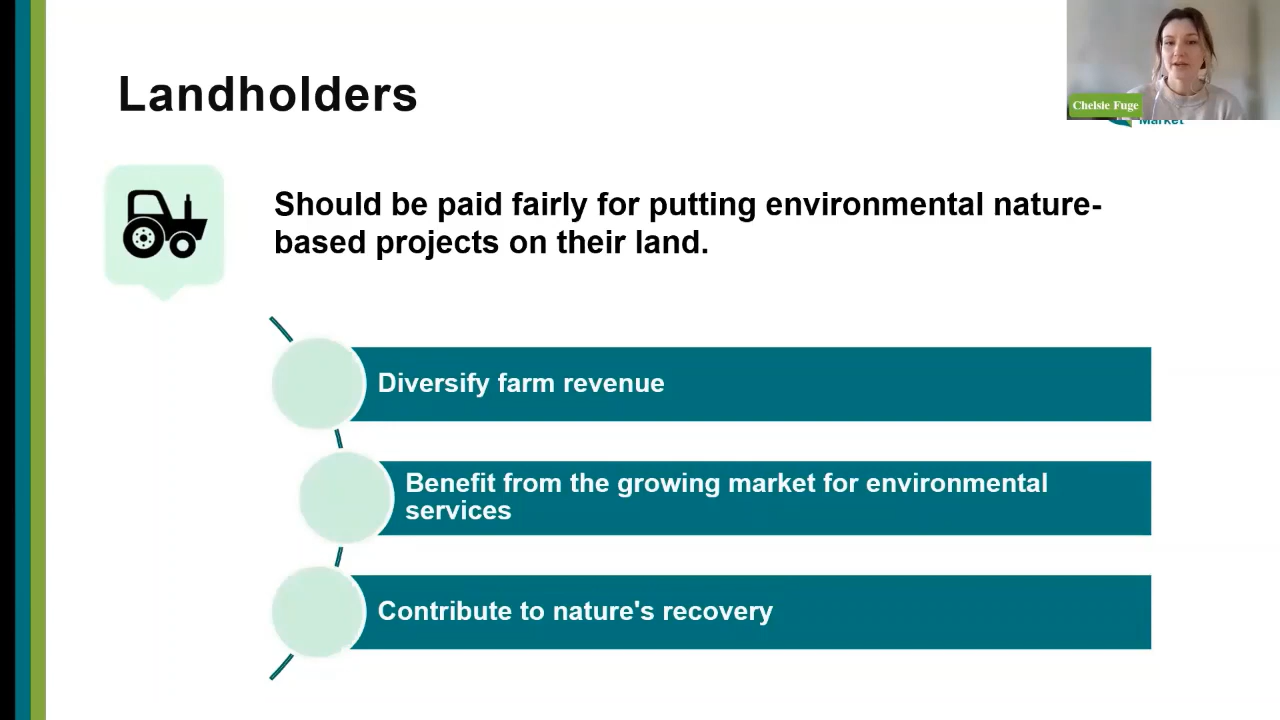 Landholders
Chelsie Fuge
Market
Should be paid fairly for putting environmental nature-
based projects on their land.
Diversify farm revenue
Benefit from the growing market for environmental
services
Contribute to nature's recovery